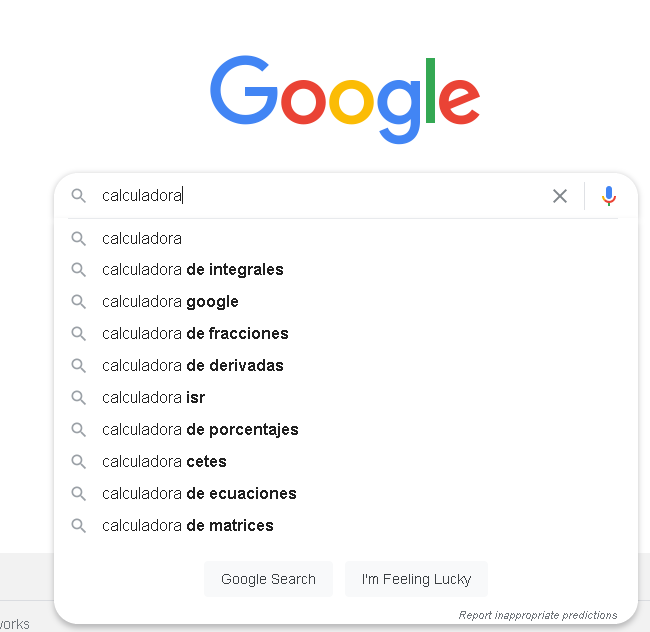 Google
calculadora
calculadora
calculadora de integrales
calculadora google
calculadora de fracciones
calculadora de derivadas
calculadora isr
calculadora de porcentajes
calculadora cetes
calculadora de ecuaciones
calculadora de matrices
Google Search I'm Feeling Lucky
Report inappropriate predictions
works